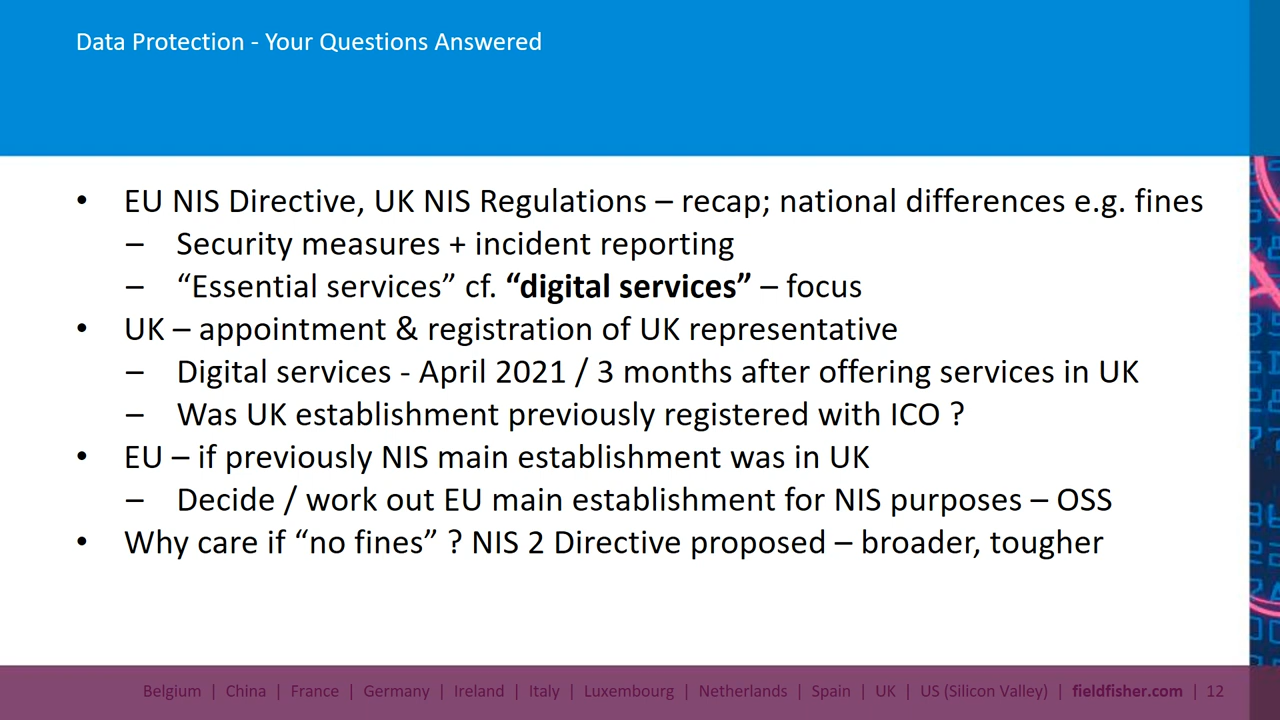 Data Protection - Your Questions Answered
• EU NIS Directive, UK NIS Regulations – recap; national differences e.g. fines
– Security measures + incident reporting
– “Essential services” cf. “digital services” – focus
• UK – appointment & registration of UK representative
– Digital services - April 2021 / 3 months after offering services in UK
– Was UK establishment previously registered with ICO ?
• EU – if previously NIS main establishment was in UK
– Decide / work out EU main establishment for NIS purposes – OSS
• Why care if “no fines” ? NIS 2 Directive proposed – broader, tougher
Belgium | China | France | Germany | Ireland | Italy | Luxembourg | Netherlands | Spain | UK | US (Silicon Valley) | fieldfisher.com | 12